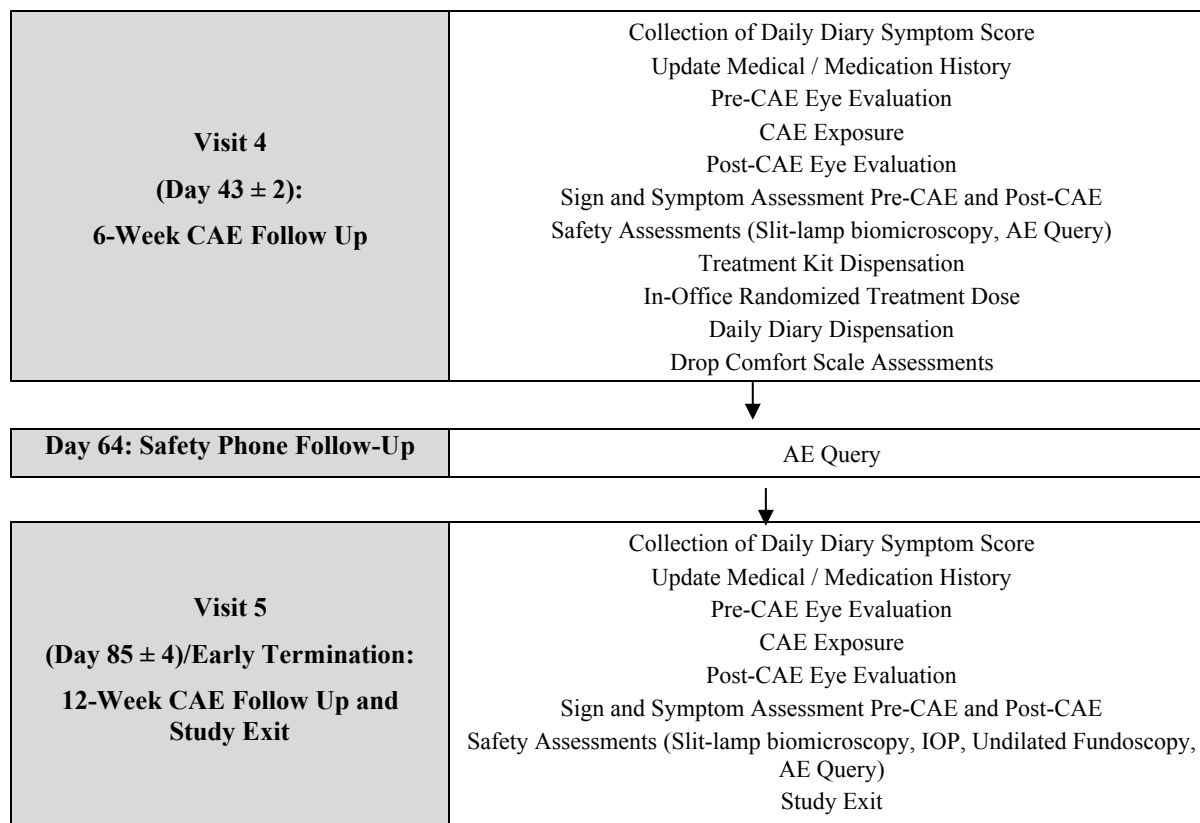 Visit 4
(Day 43 ± 2):
6-Week CAE Follow Up
Collection of Daily Diary Symptom Score
Update Medical / Medication History
Pre-CAE Eye Evaluation
CAE Exposure
Post-CAE Eye Evaluation
Sign and Symptom Assessment Pre-CAE and Post-CAE
Safety Assessments (Slit-lamp biomicroscopy, AE Query)
Treatment Kit Dispensation
In-Office Randomized Treatment Dose
Daily Diary Dispensation
Drop Comfort Scale Assessments
Day 64: Safety Phone Follow-Up
AE Query
Visit 5
(Day 85 ± 4)/Early Termination:
12-Week CAE Follow Up and
Study Exit
Collection of Daily Diary Symptom Score
Update Medical / Medication History
Pre-CAE Eye Evaluation
CAE Exposure
Post-CAE Eye Evaluation
Sign and Symptom Assessment Pre-CAE and Post-CAE
Safety Assessments (Slit-lamp biomicroscopy, IOP, Undilated Fundoscopy,
AE Query)
Study Exit